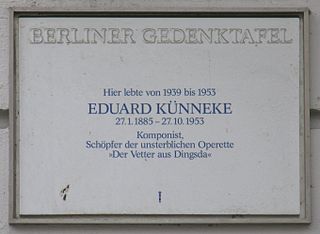 BERLINER GEDENKTAFEL
Hier lebte von 1939 bis 1953
EDUARD KÜNNEKE
27.1.1885 – 27.10.1953
Komponist,
Schöpfer der unsterblichen Operette
»Der Vetter aus Dingsda«